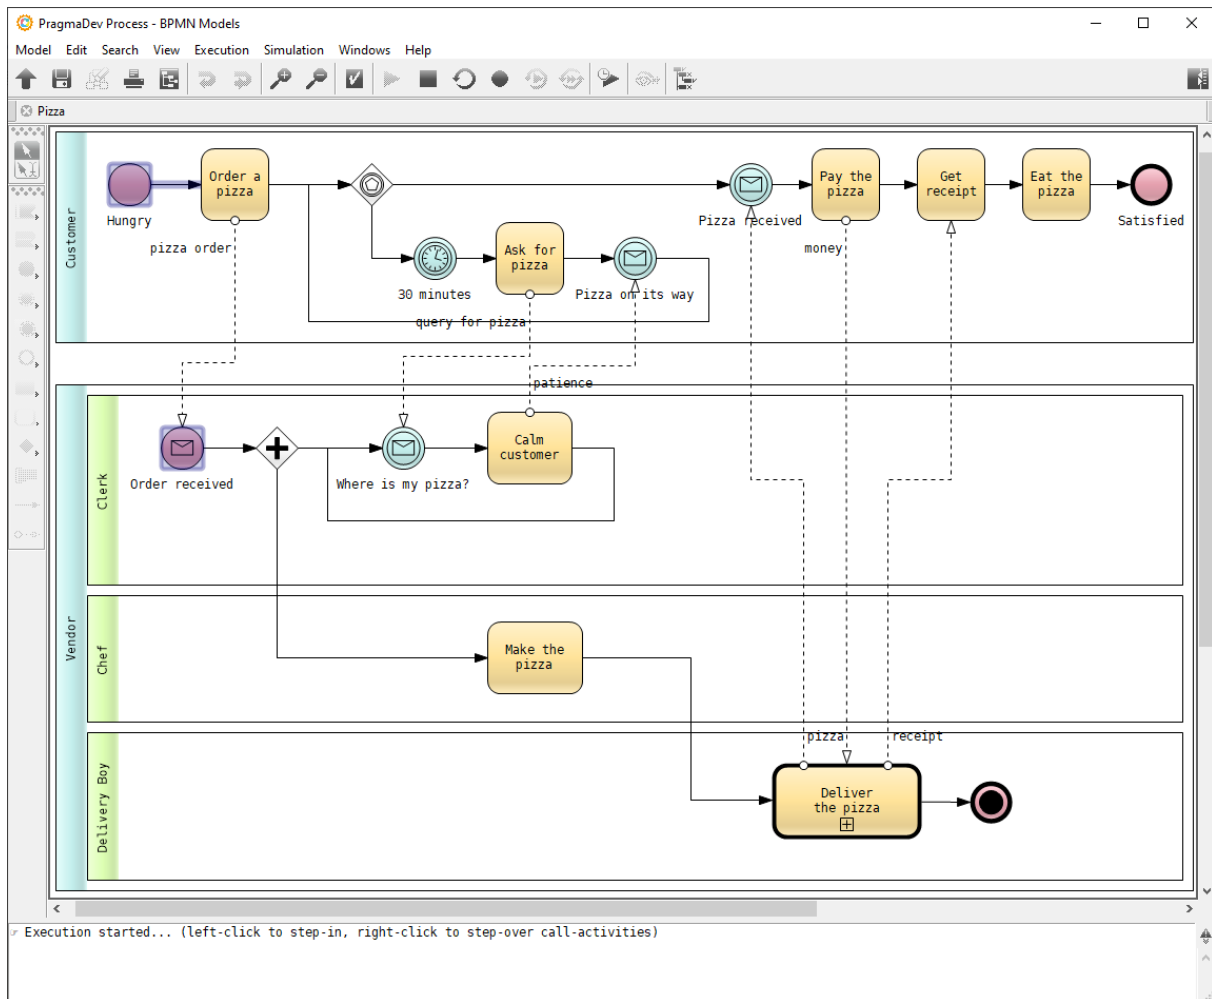 PragmaDev Process - BPMN Models
Model Edit Search View Execution Simulation Windows Help
Pizza
Customer
Hungry
Order a
pizza
pizza order
30 minutes
Ask for
pizza
query for pizza
Pizza on its way
Pizza received
Pay the
pizza
money
Get
receipt
Eat the
pizza
Satisfied
patience
Vendor
Clerk
Order received
Where is my pizza?
Calm
customer
Chef
Make the
pizza
Delivery Boy
pizza
receipt
Deliver
the pizza
Execution started... (left-click to step-in, right-click to step-over call-activities)